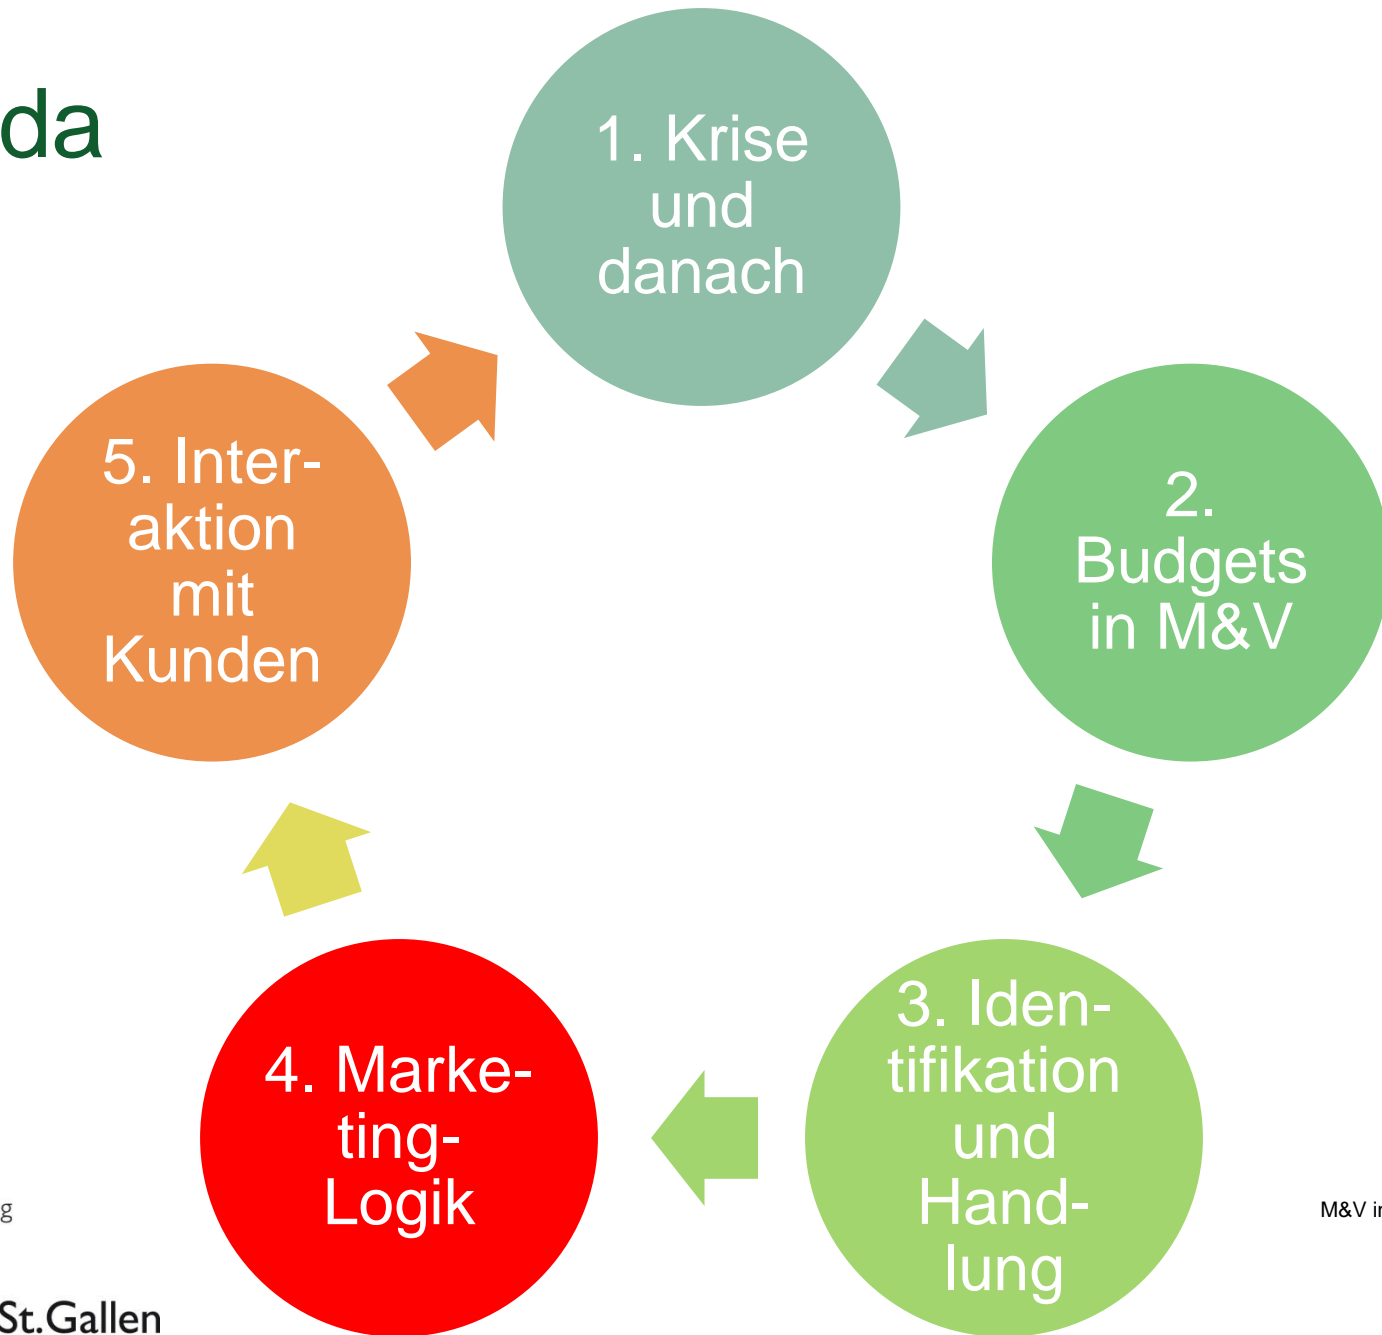 da
1. Krise
und
danach
2.
Budgets
in M&V
3. Iden-
tifikation
und
Hand-
lung
4. Marke-
ting-
Logik
5. Inter-
aktion
mit
Kunden
g
M&V in
St.Gallen